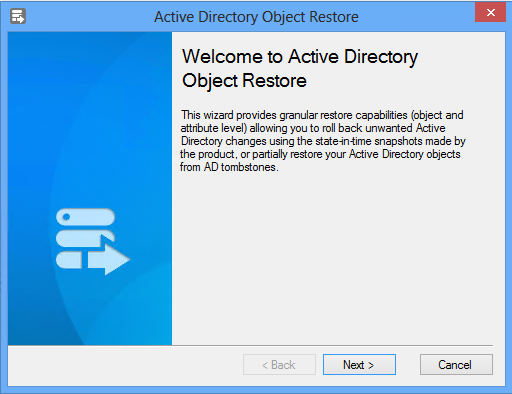 Active Directory Object Restore
Welcome to Active Directory
Object Restore
This wizard provides granular restore capabilities (object and
attribute level) allowing you to roll back unwanted Active
Directory changes using the state-in-time snapshots made by
the product, or partially restore your Active Directory objects
from AD tombstones.
< Back
Next >
Cancel